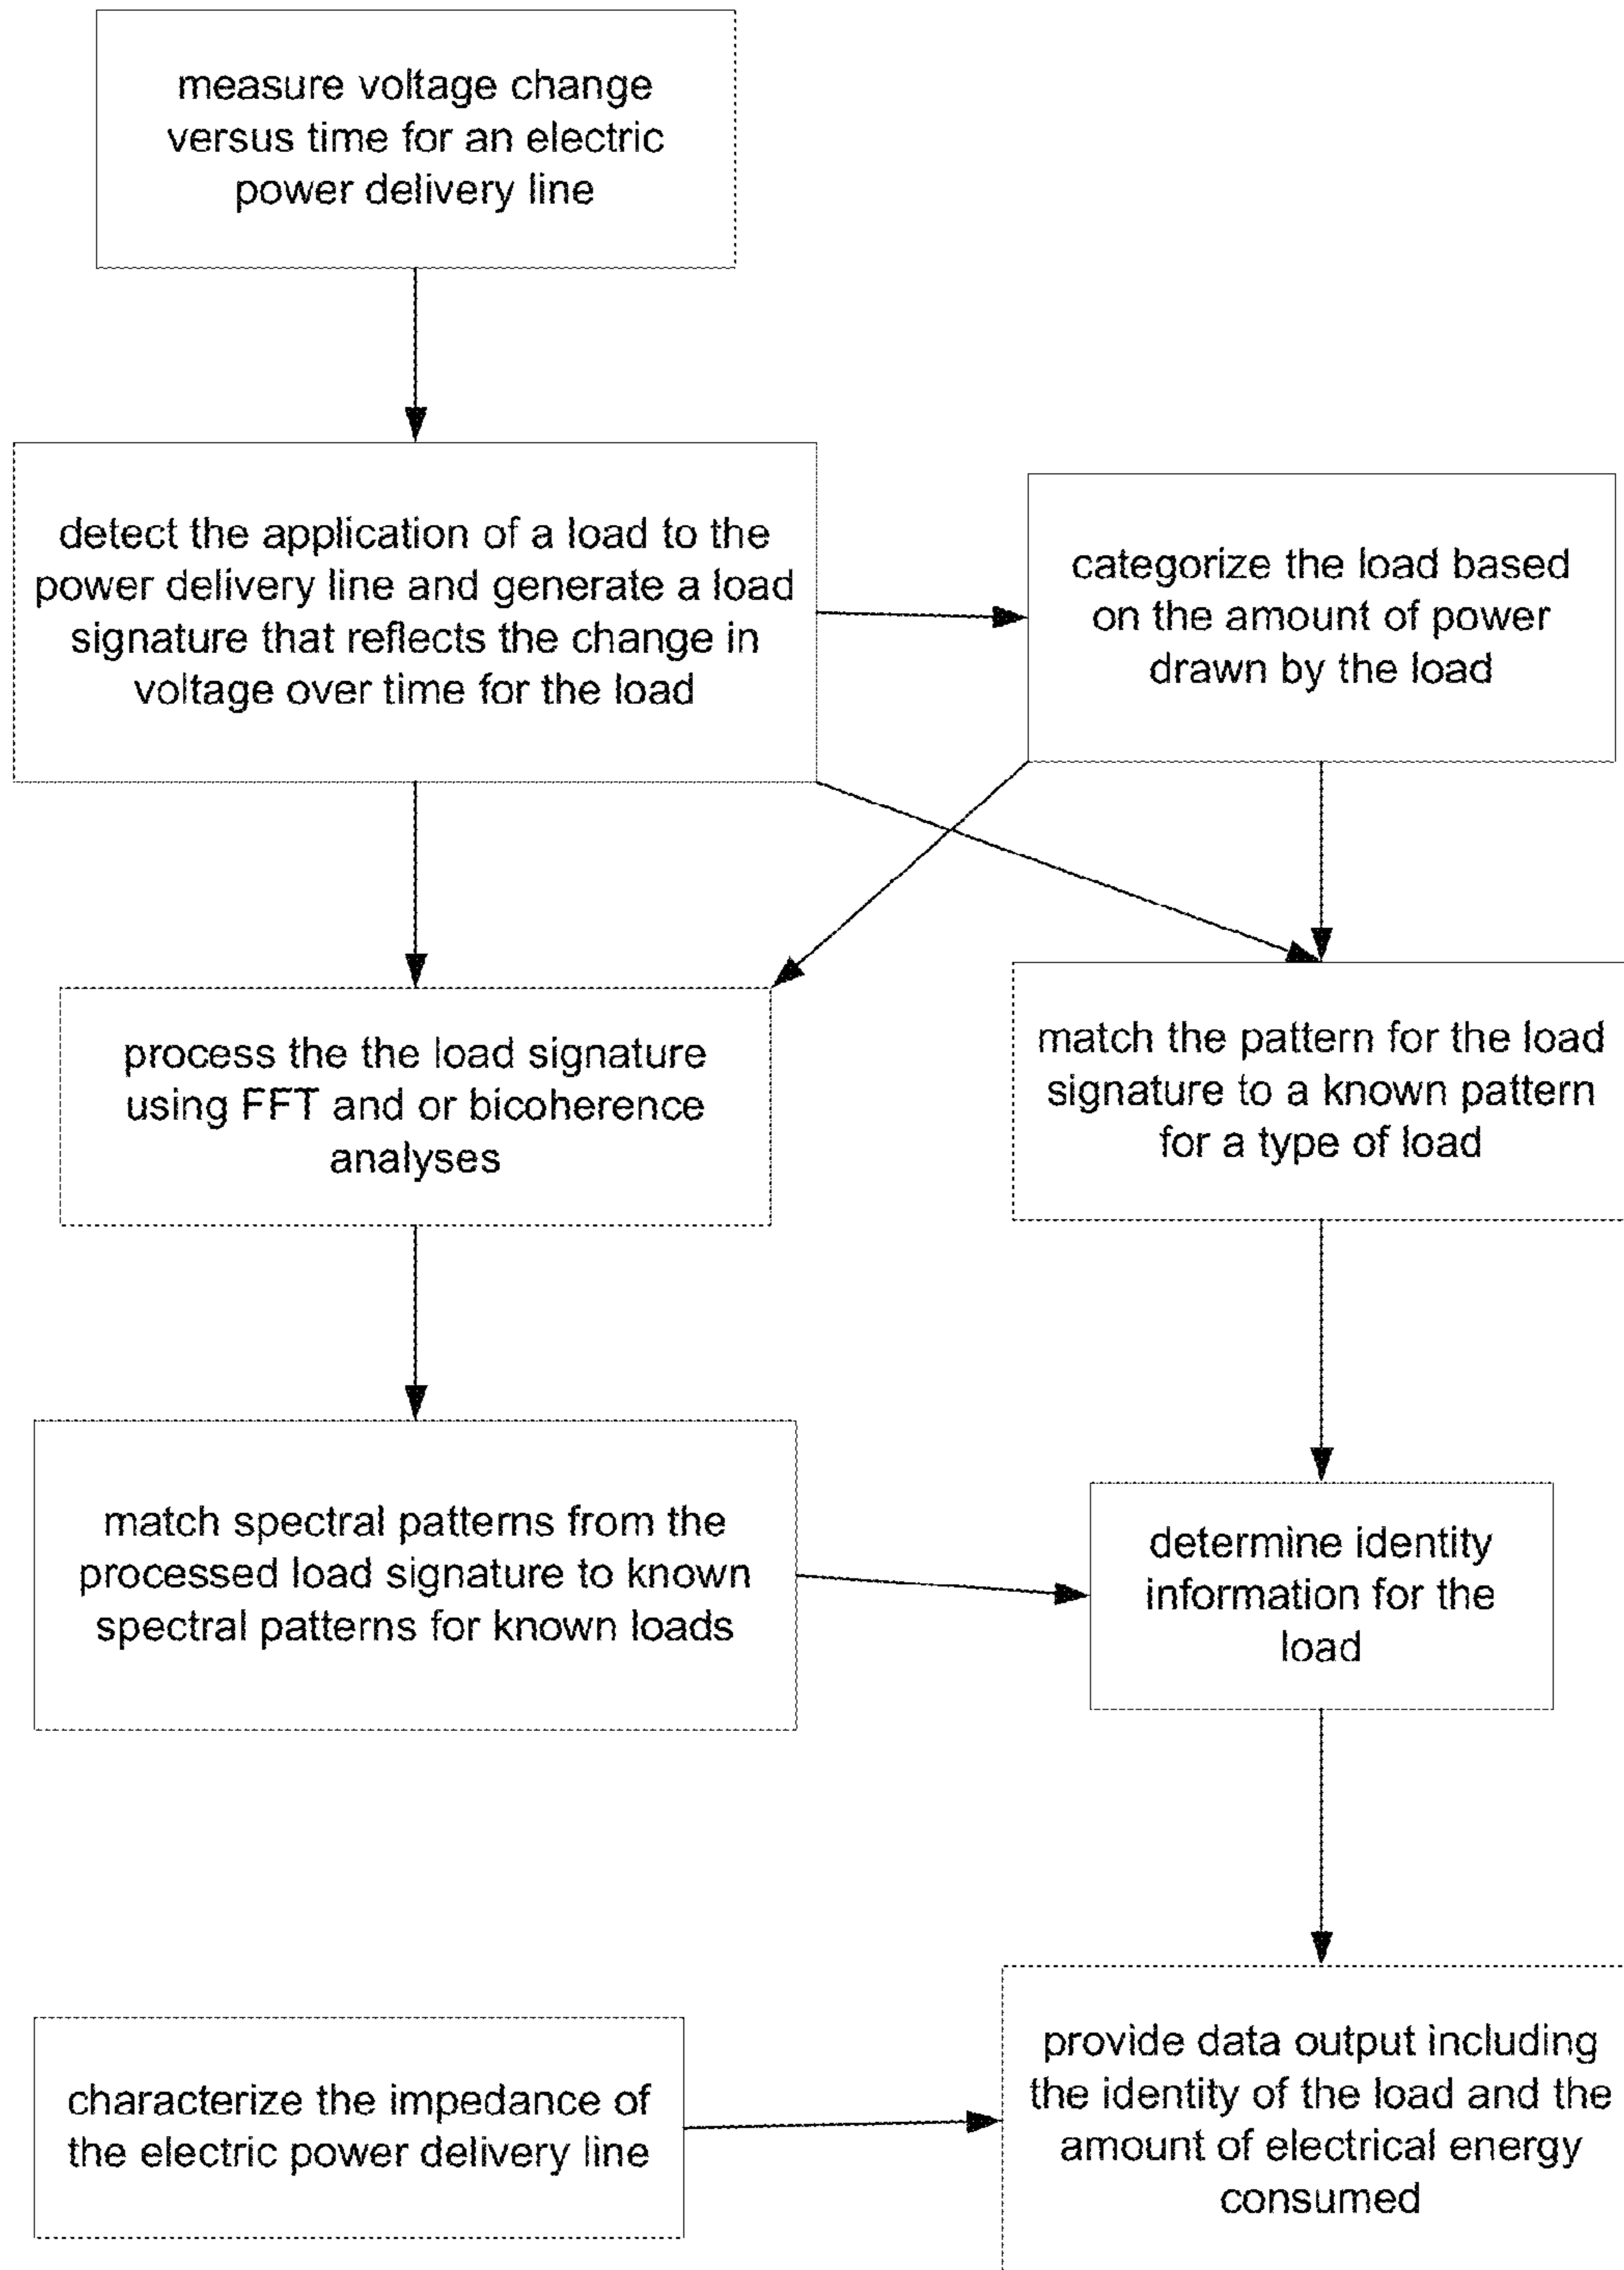 measure voltage change
versus time for an electric
power delivery line
detect the application of a load to the
power delivery line and generate a load
signature that reflects the change in
voltage over time for the load
categorize the load based
on the amount of power
drawn by the load
process the the load signature
using FFT and or bicoherence
analyses
match the pattern for the load
signature to a known pattern
for a type of load
match spectral patterns from the
processed load signature to known
spectral patterns for known loads
determine identity
information for the
load
characterize the impedance of
the electric power delivery line
provide data output including
the identity of the load and the
amount of electrical energy
consumed